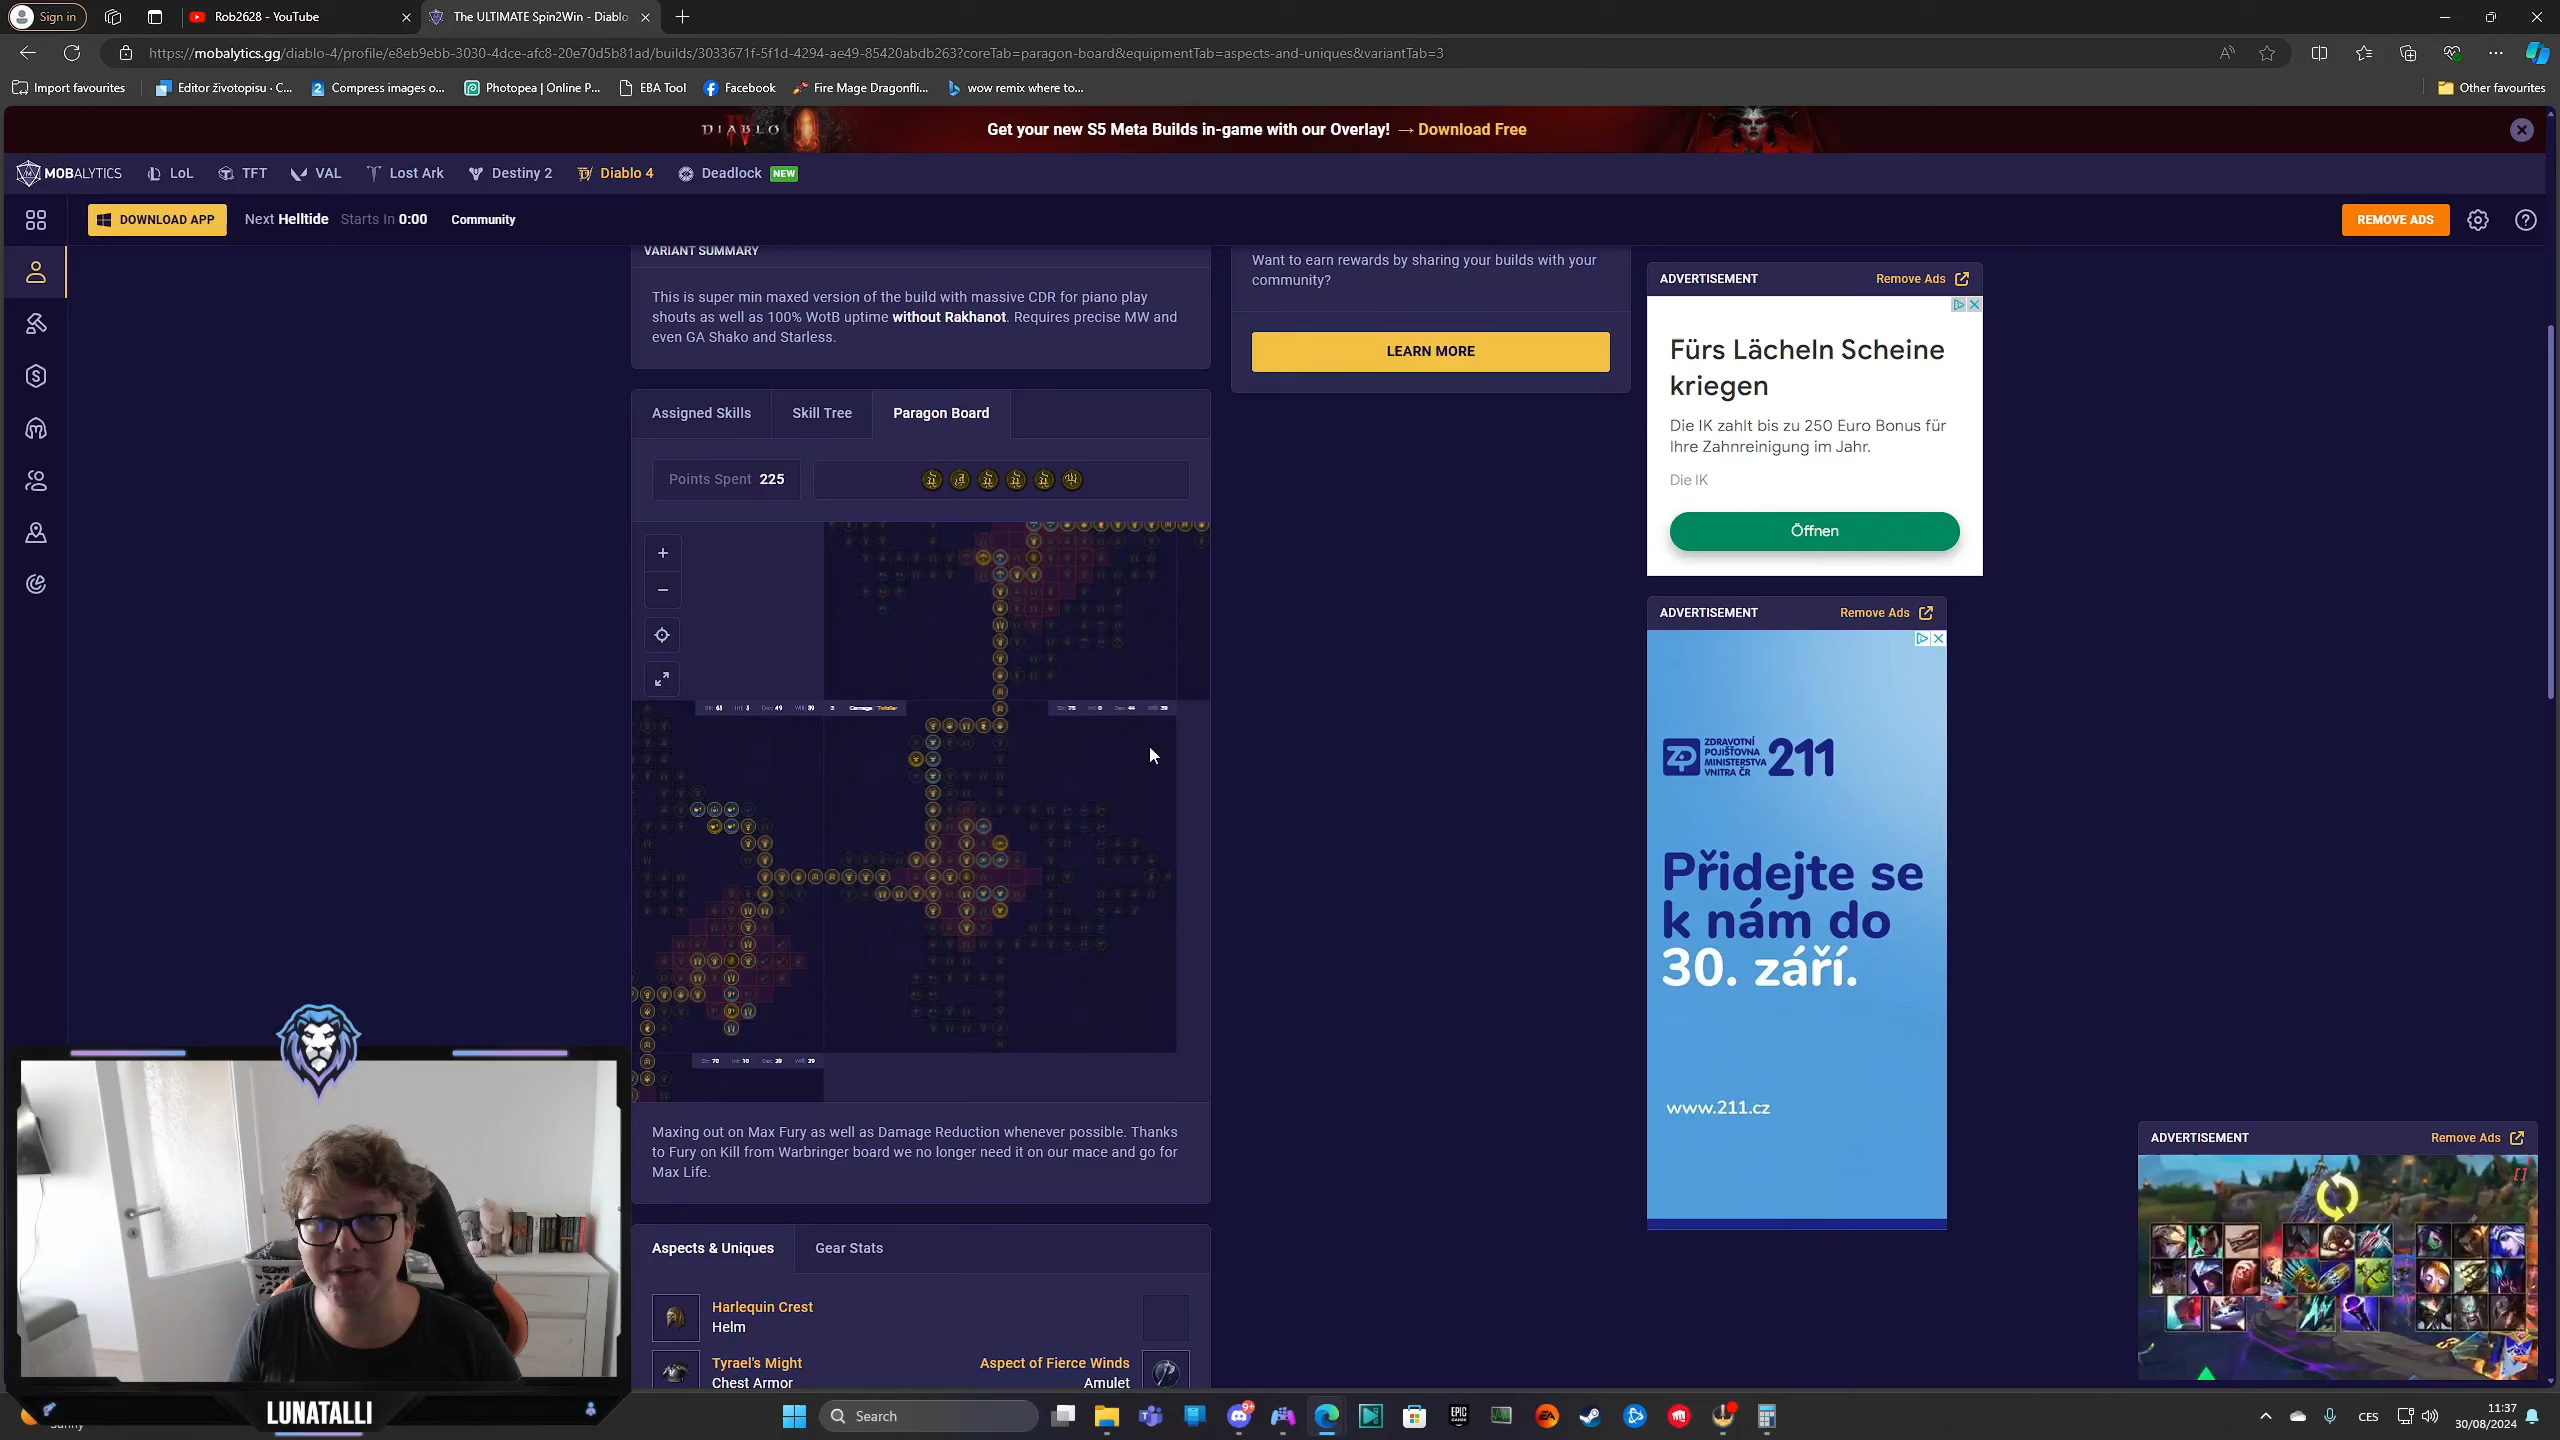 Sign in
Rob2628 - YouTube
The ULTIMATE Spin2Win - Diablo
https://mobalytics.gg/diablo-4/profile/e8eb9ebb-3030-4dce-afc8-20e70d5b81ad/builds/3033671f-5f1d-4294-ae49-85420abdb263?coreTab=paragon-board&equipmentTab=aspects-and-uniques&variantTab=3
Import favourites
Editor životopisu · C...
Compress images o...
Photopea | Online P...
EBA Tool
Facebook
Fire Mage Dragonfli...
wow remix where to...
Other favourites
DIABLO
Get your new S5 Meta Builds in-game with our Overlay! → Download Free
MOBALYTICS
LoL
TFT
VAL
Lost Ark
Destiny 2
Diablo 4
Deadlock NEW
DOWNLOAD APP
Next Helltide Starts In 0:00
Community
REMOVE ADS
VARIANT SUMMARY
This is super min maxed version of the build with massive CDR for piano play
shouts as well as 100% WotB uptime without Rakhanot. Requires precise MW and
even GA Shako and Starless.
Want to earn rewards by sharing your builds with your
community?
LEARN MORE
Assigned Skills
Skill Tree
Paragon Board
Points Spent 225
Maxing out on Max Fury as well as Damage Reduction whenever possible. Thanks
to Fury on Kill from Warbringer board we no longer need it on our mace and go for
Max Life.
Aspects & Uniques
Gear Stats
Harlequin Crest
Helm
Tyrael's Might
Chest Armor
Aspect of Fierce Winds
Amulet
ADVERTISEMENT
Remove Ads
Fürs Lächeln Scheine
kriegen
Die IK zahlt bis zu 250 Euro Bonus für
Ihre Zahnreinigung im Jahr.
Die IK
Öffnen
ADVERTISEMENT
Remove Ads
ZP
ZDRAVOTNÍ
POJIŠŤOVNA
MINISTERSTVA
VNITRA ČR
211
Přidejte se
k nám do
30. září.
www.211.cz
ADVERTISEMENT
Remove Ads
LUNATALLI
Sunny
Search
EPIC
GAMES
EA
CES
11:37
30/08/2024